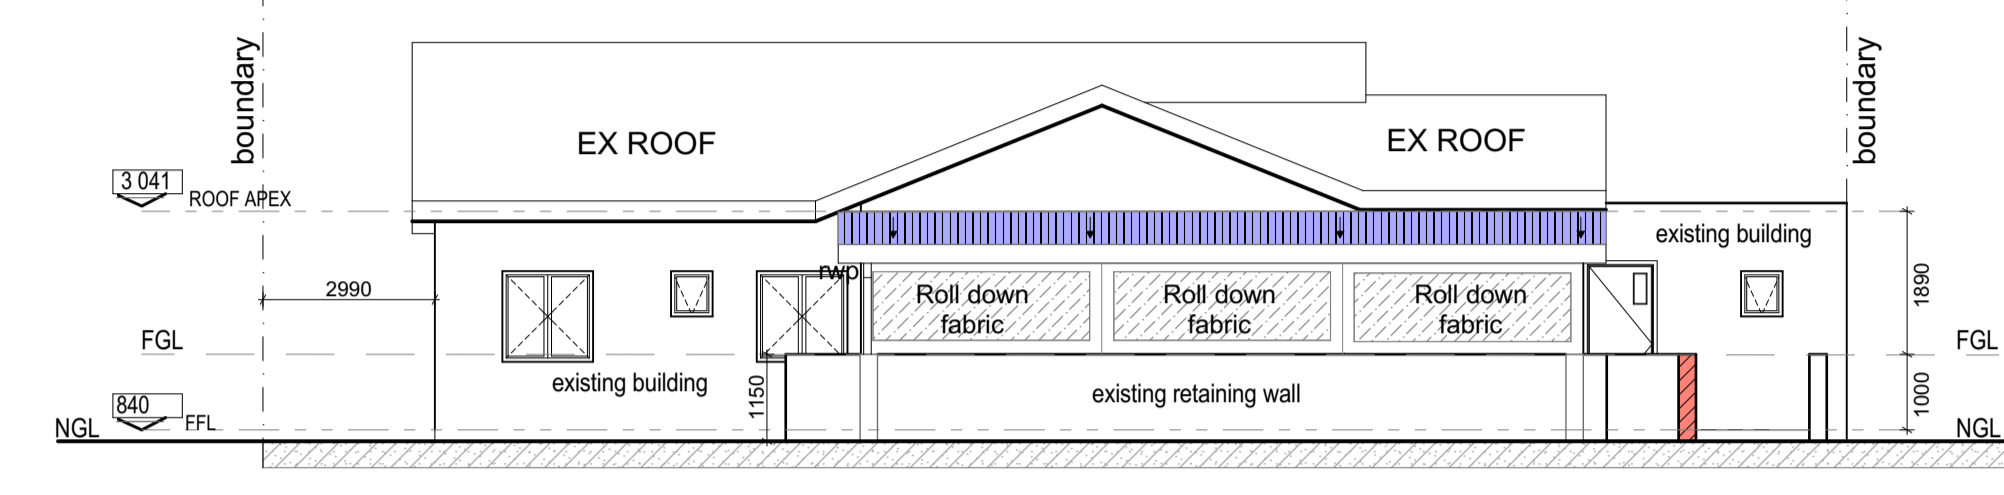 boundary
boundary
EX ROOF
EX ROOF
3 041
ROOF APEX
existing building
rwp
2990
Roll down
fabric
Roll down
fabric
Roll down
fabric
1890
FGL
FGL
existing building
1150
existing retaining wall
1000
840
FFL
NGL
NGL